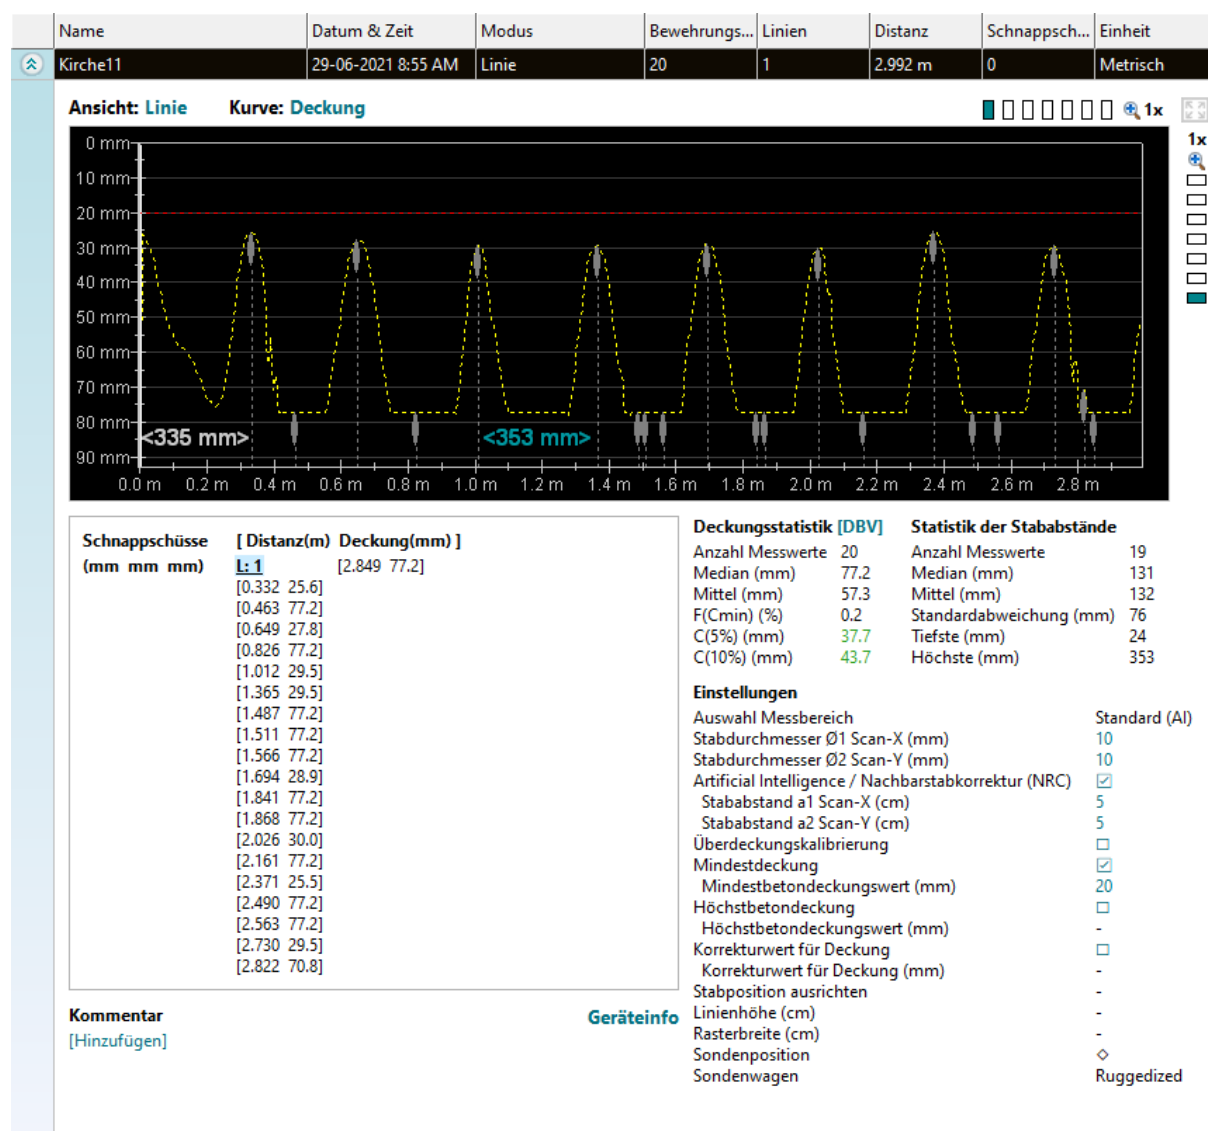 Name Datum & Zeit Modus Bewehrungs... Linien Distanz Schnappsch... Einheit
Kirche11 29-06-2021 8:55 AM Linie 20 1 2.992 m 0 Metrisch
Ansicht: Linie Kurve: Deckung 1x
1x
0 mm
10 mm
20 mm
30 mm
40 mm
50 mm
60 mm
70 mm
80 mm
<335 mm> <353 mm>
90 mm
0.0 m 0.2 m 0.4 m 0.6 m 0.8 m 1.0 m 1.2 m 1.4 m 1.6 m 1.8 m 2.0 m 2.2 m 2.4 m 2.6 m 2.8 m
Schnappschüsse [ Distanz(m) Deckung(mm) ]
(mm mm mm) L: 1 [2.849 77.2]
[0.332 25.6]
[0.463 77.2]
[0.649 27.8]
[0.826 77.2]
[1.012 29.5]
[1.365 29.5]
[1.487 77.2]
[1.511 77.2]
[1.566 77.2]
[1.694 28.9]
[1.841 77.2]
[1.868 77.2]
[2.026 30.0]
[2.161 77.2]
[2.371 25.5]
[2.490 77.2]
[2.563 77.2]
[2.730 29.5]
[2.822 70.8]
Kommentar Geräteinfo
[Hinzufügen]
Deckungsstatistik [DBV]
Anzahl Messwerte 20
Median (mm) 77.2
Mittel (mm) 57.3
F(Cmin) (%) 0.2
C(5%) (mm) 37.7
C(10%) (mm) 43.7
Statistik der Stababstände
Anzahl Messwerte 19
Median (mm) 131
Mittel (mm) 132
Standardabweichung (mm) 76
Tiefste (mm) 24
Höchste (mm) 353
Einstellungen
Auswahl Messbereich Standard (AI)
Stabdurchmesser Ø1 Scan-X (mm) 10
Stabdurchmesser Ø2 Scan-Y (mm) 10
Artificial Intelligence / Nachbarstabkorrektur (NRC)
Stababstand a1 Scan-X (cm) 5
Stababstand a2 Scan-Y (cm) 5
Überdeckungskalibrierung
Mindestdeckung
Mindestbetondeckungswert (mm) 20
Höchstbetondeckung
Höchstbetondeckungswert (mm) -
Korrekturwert für Deckung
Korrekturwert für Deckung (mm) -
Stabposition ausrichten -
Linienhöhe (cm) -
Rasterbreite (cm) -
Sondenposition
Sondenwagen Ruggedized